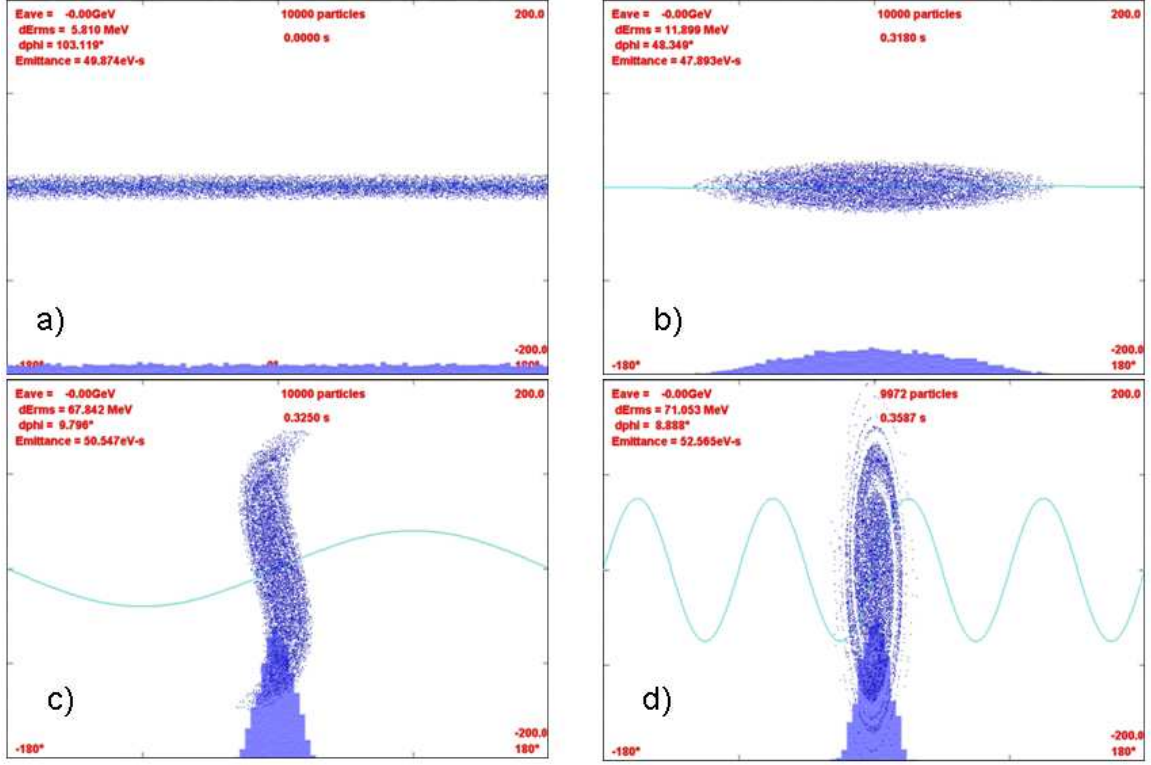 Eave = -0.00GeV 10000 particles 200.0
dErms = 5.810 MeV
0.0000 s
dphi = 103.119°
Emittance = 49.874eV-s
a)
-200.0
-180° 0° 180°
Eave = -0.00GeV 10000 particles 200.0
dErms = 11.899 MeV
0.3180 s
dphi = 48.349°
Emittance = 47.893eV-s
b)
-200.0
-180° 180°
Eave = -0.00GeV 10000 particles 200.0
dErms = 67.842 MeV
0.3250 s
dphi = 9.796°
Emittance = 50.547eV-s
c)
-200.0
-180° 180°
Eave = -0.00GeV 9972 particles 200.0
dErms = 71.053 MeV
0.3587 s
dphi = 8.888°
Emittance = 52.565eV-s
d)
-200.0
-180° 180°